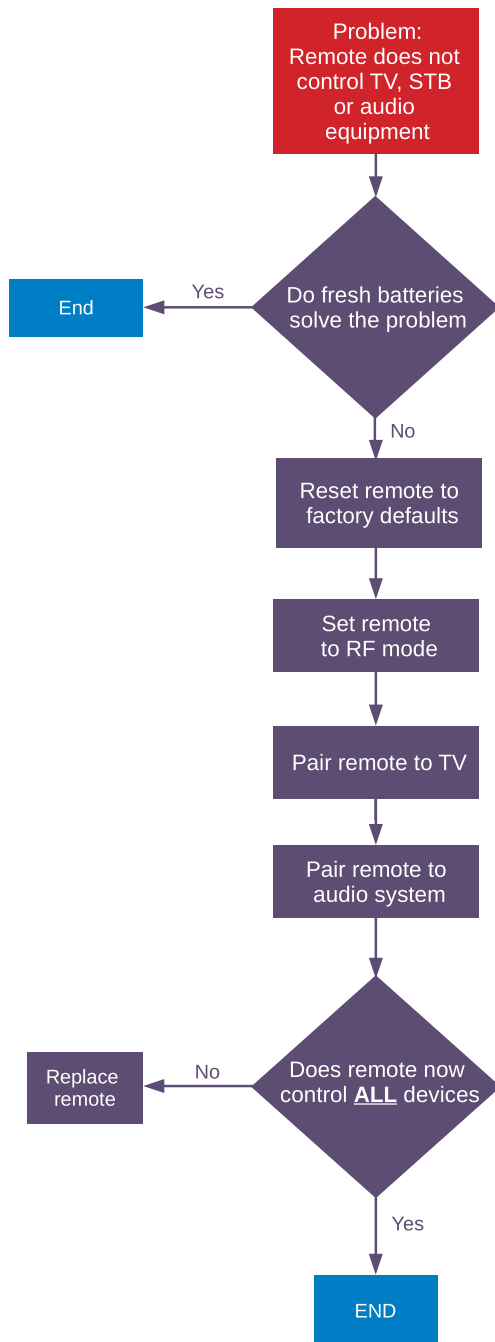 Problem:
Remote does not
control TV, STB
or audio
equipment
Do fresh batteries
solve the problem
Yes
End
No
Reset remote to
factory defaults
Set remote
to RF mode
Pair remote to TV
Pair remote to
audio system
Does remote now
control ALL devices
No
Replace
remote
Yes
END